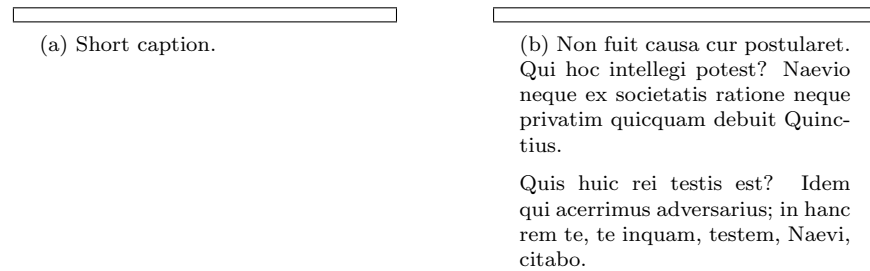 (a) Short caption.
(b) Non fuit causa cur postularet.
Qui hoc intellegi potest? Naevio
neque ex societatis ratione neque
privatim quicquam debuit Quinc-
tius.
Quis huic rei testis est? Idem
qui acerrimus adversarius; in hanc
rem te, te inquam, testem, Naevi,
citabo.